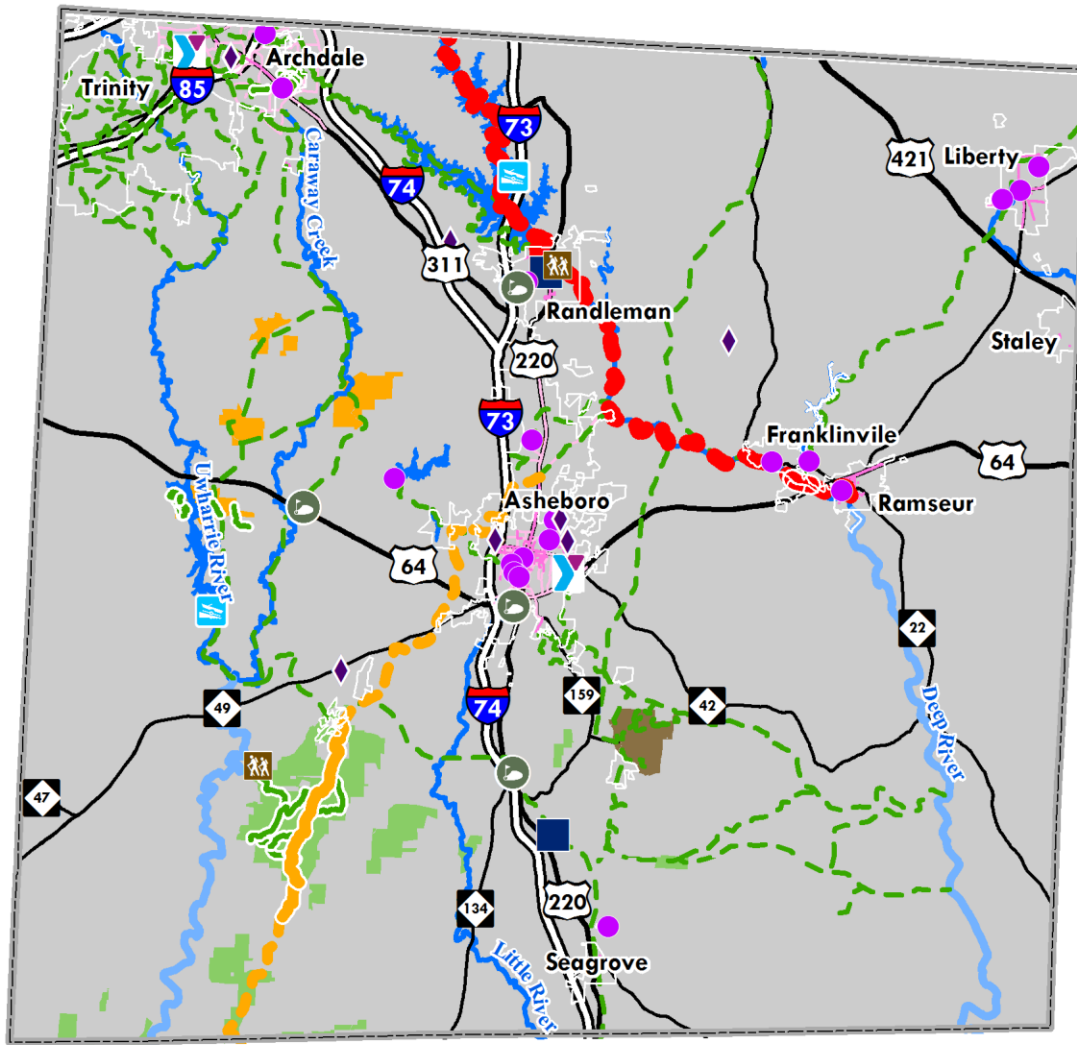 Archdale
Trinity
85
73
421
Liberty
Caraway Creek
74
311
Randleman
Staley
220
73
Franklinvile
64
Asheboro
Ramseur
Uwharrie River
64
22
159
42
74
49
Deep River
47
134
220
Little River
Seagrove